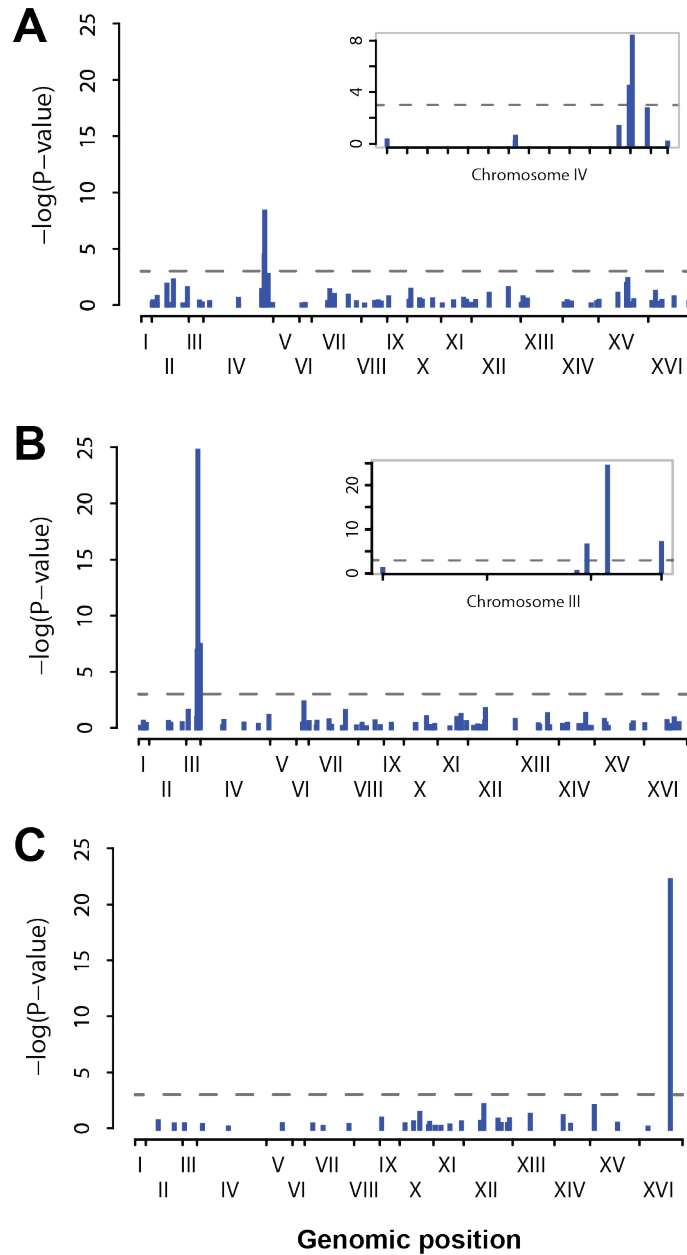 A
−log(P−value)
25
20
15
10
5
0
8
4
0
Chromosome IV
I III V VII IX XI XIII XV
II IV VI VIII X XII XIV XVI
B
−log(P−value)
25
20
15
10
5
0
20
10
0
Chromosome III
I III V VII IX XI XIII XV
II IV VI VIII X XII XIV XVI
C
−log(P−value)
25
20
15
10
5
0
I III V VII IX XI XIII XV
II IV VI VIII X XII XIV XVI
Genomic position